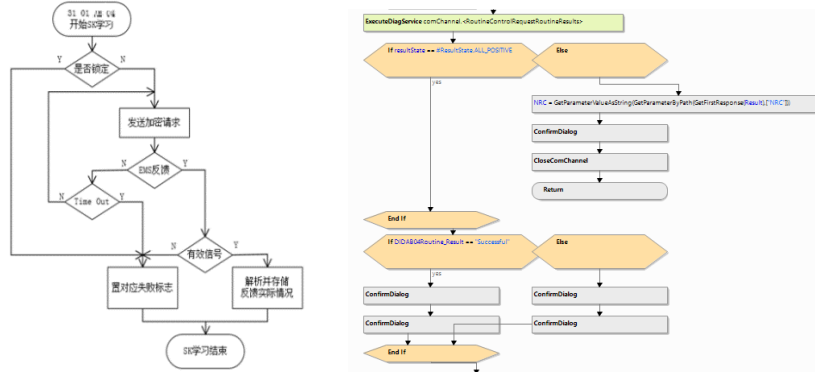 31 01
开始SK学习
Y
N
是否锁定
发送加密请求
N
EMS反馈
Y
N
Time Out
Y
N
有效信号
Y
置对应失败标志
解析并存储
反馈实际情况
SK学习结束
ExecuteDiagService comChannel.<RoutineControlRequestRoutineResults>
If resultState == #ResultState.ALL_POSITIVE
Else
yas
NRC = GetParameterValueAsString(GetParameterByPath(GetFirstResponse(Result),["NRC"]))
ConfirmDialog
CloseComChannel
Return
End If
If DIDAB04Routine_Result == "Successful"
Else
yas
ConfirmDialog
ConfirmDialog
ConfirmDialog
ConfirmDialog
End If